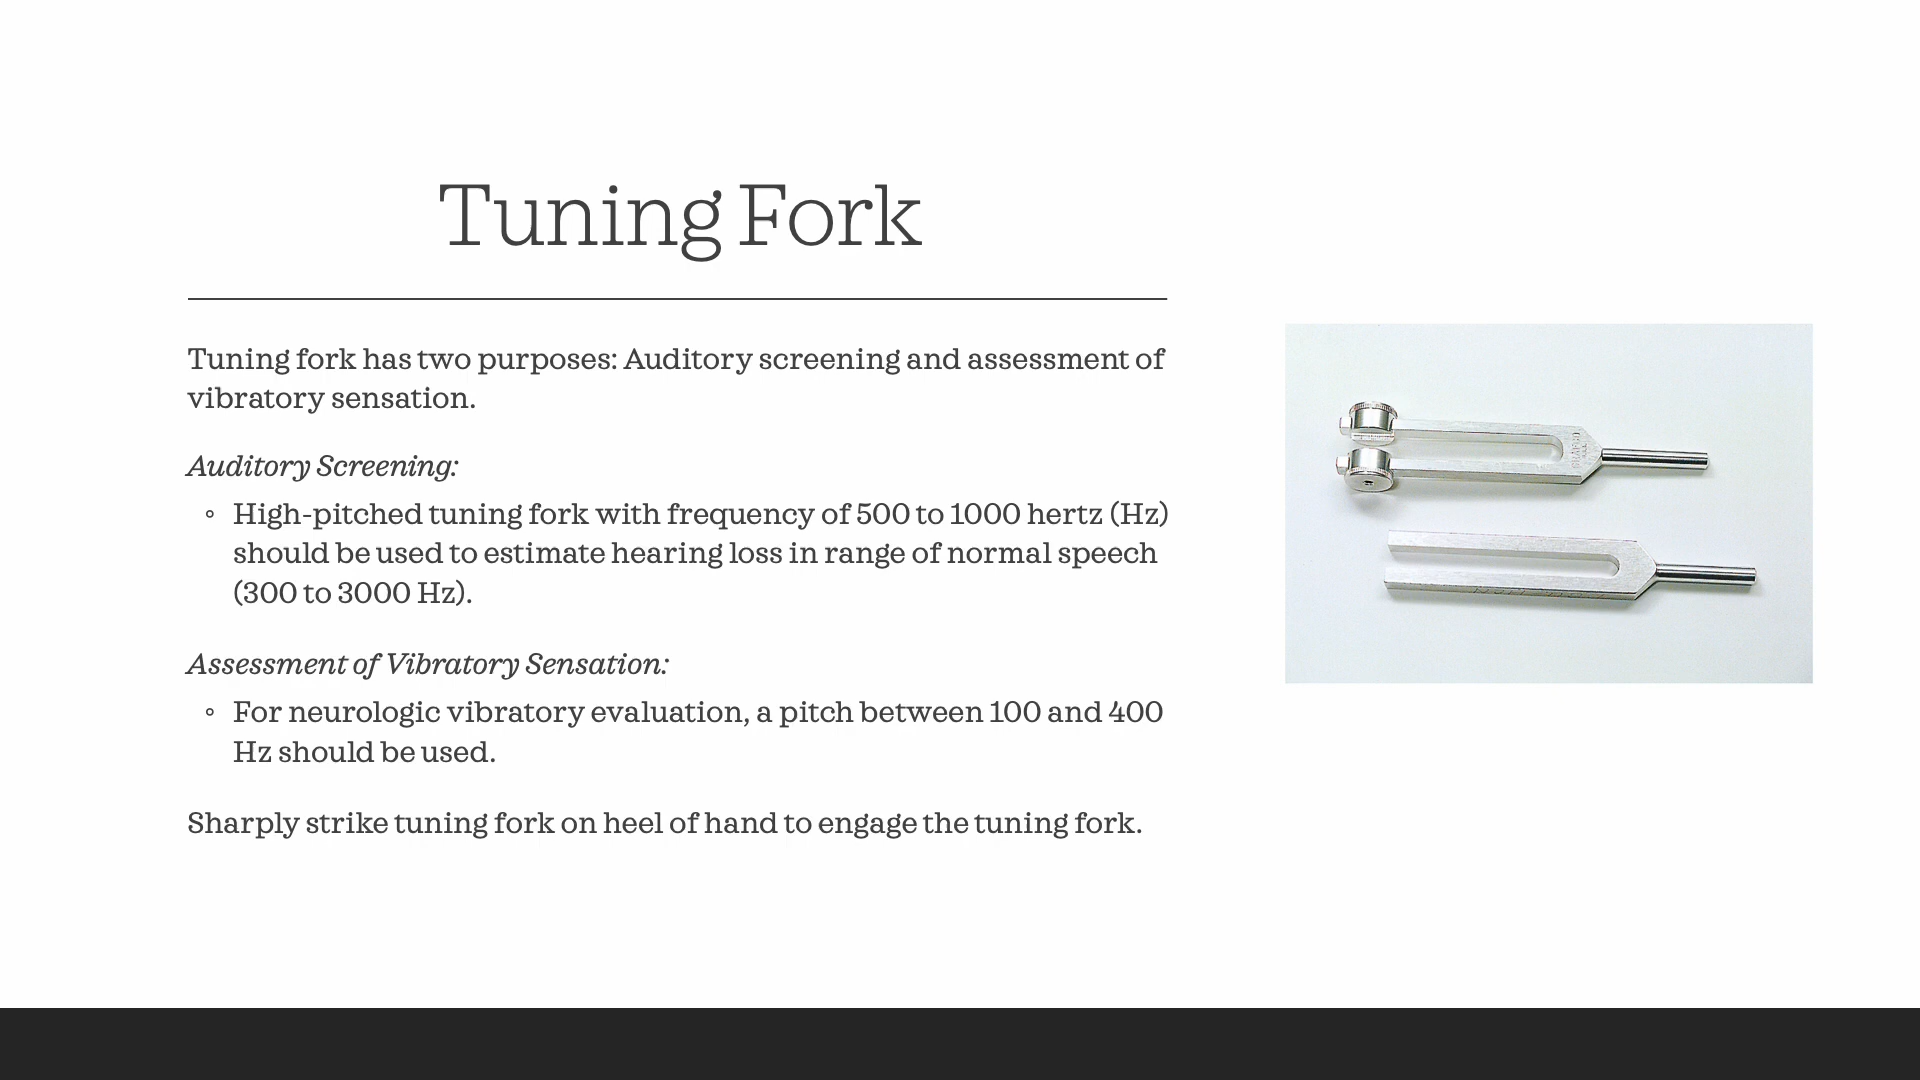 Tuning Fork
Tuning fork has two purposes: Auditory screening and assessment of
vibratory sensation.
Auditory Screening:
◦ High-pitched tuning fork with frequency of 500 to 1000 hertz (Hz)
should be used to estimate hearing loss in range of normal speech
(300 to 3000 Hz).
Assessment of Vibratory Sensation:
◦ For neurologic vibratory evaluation, a pitch between 100 and 400
Hz should be used.
Sharply strike tuning fork on heel of hand to engage the tuning fork.